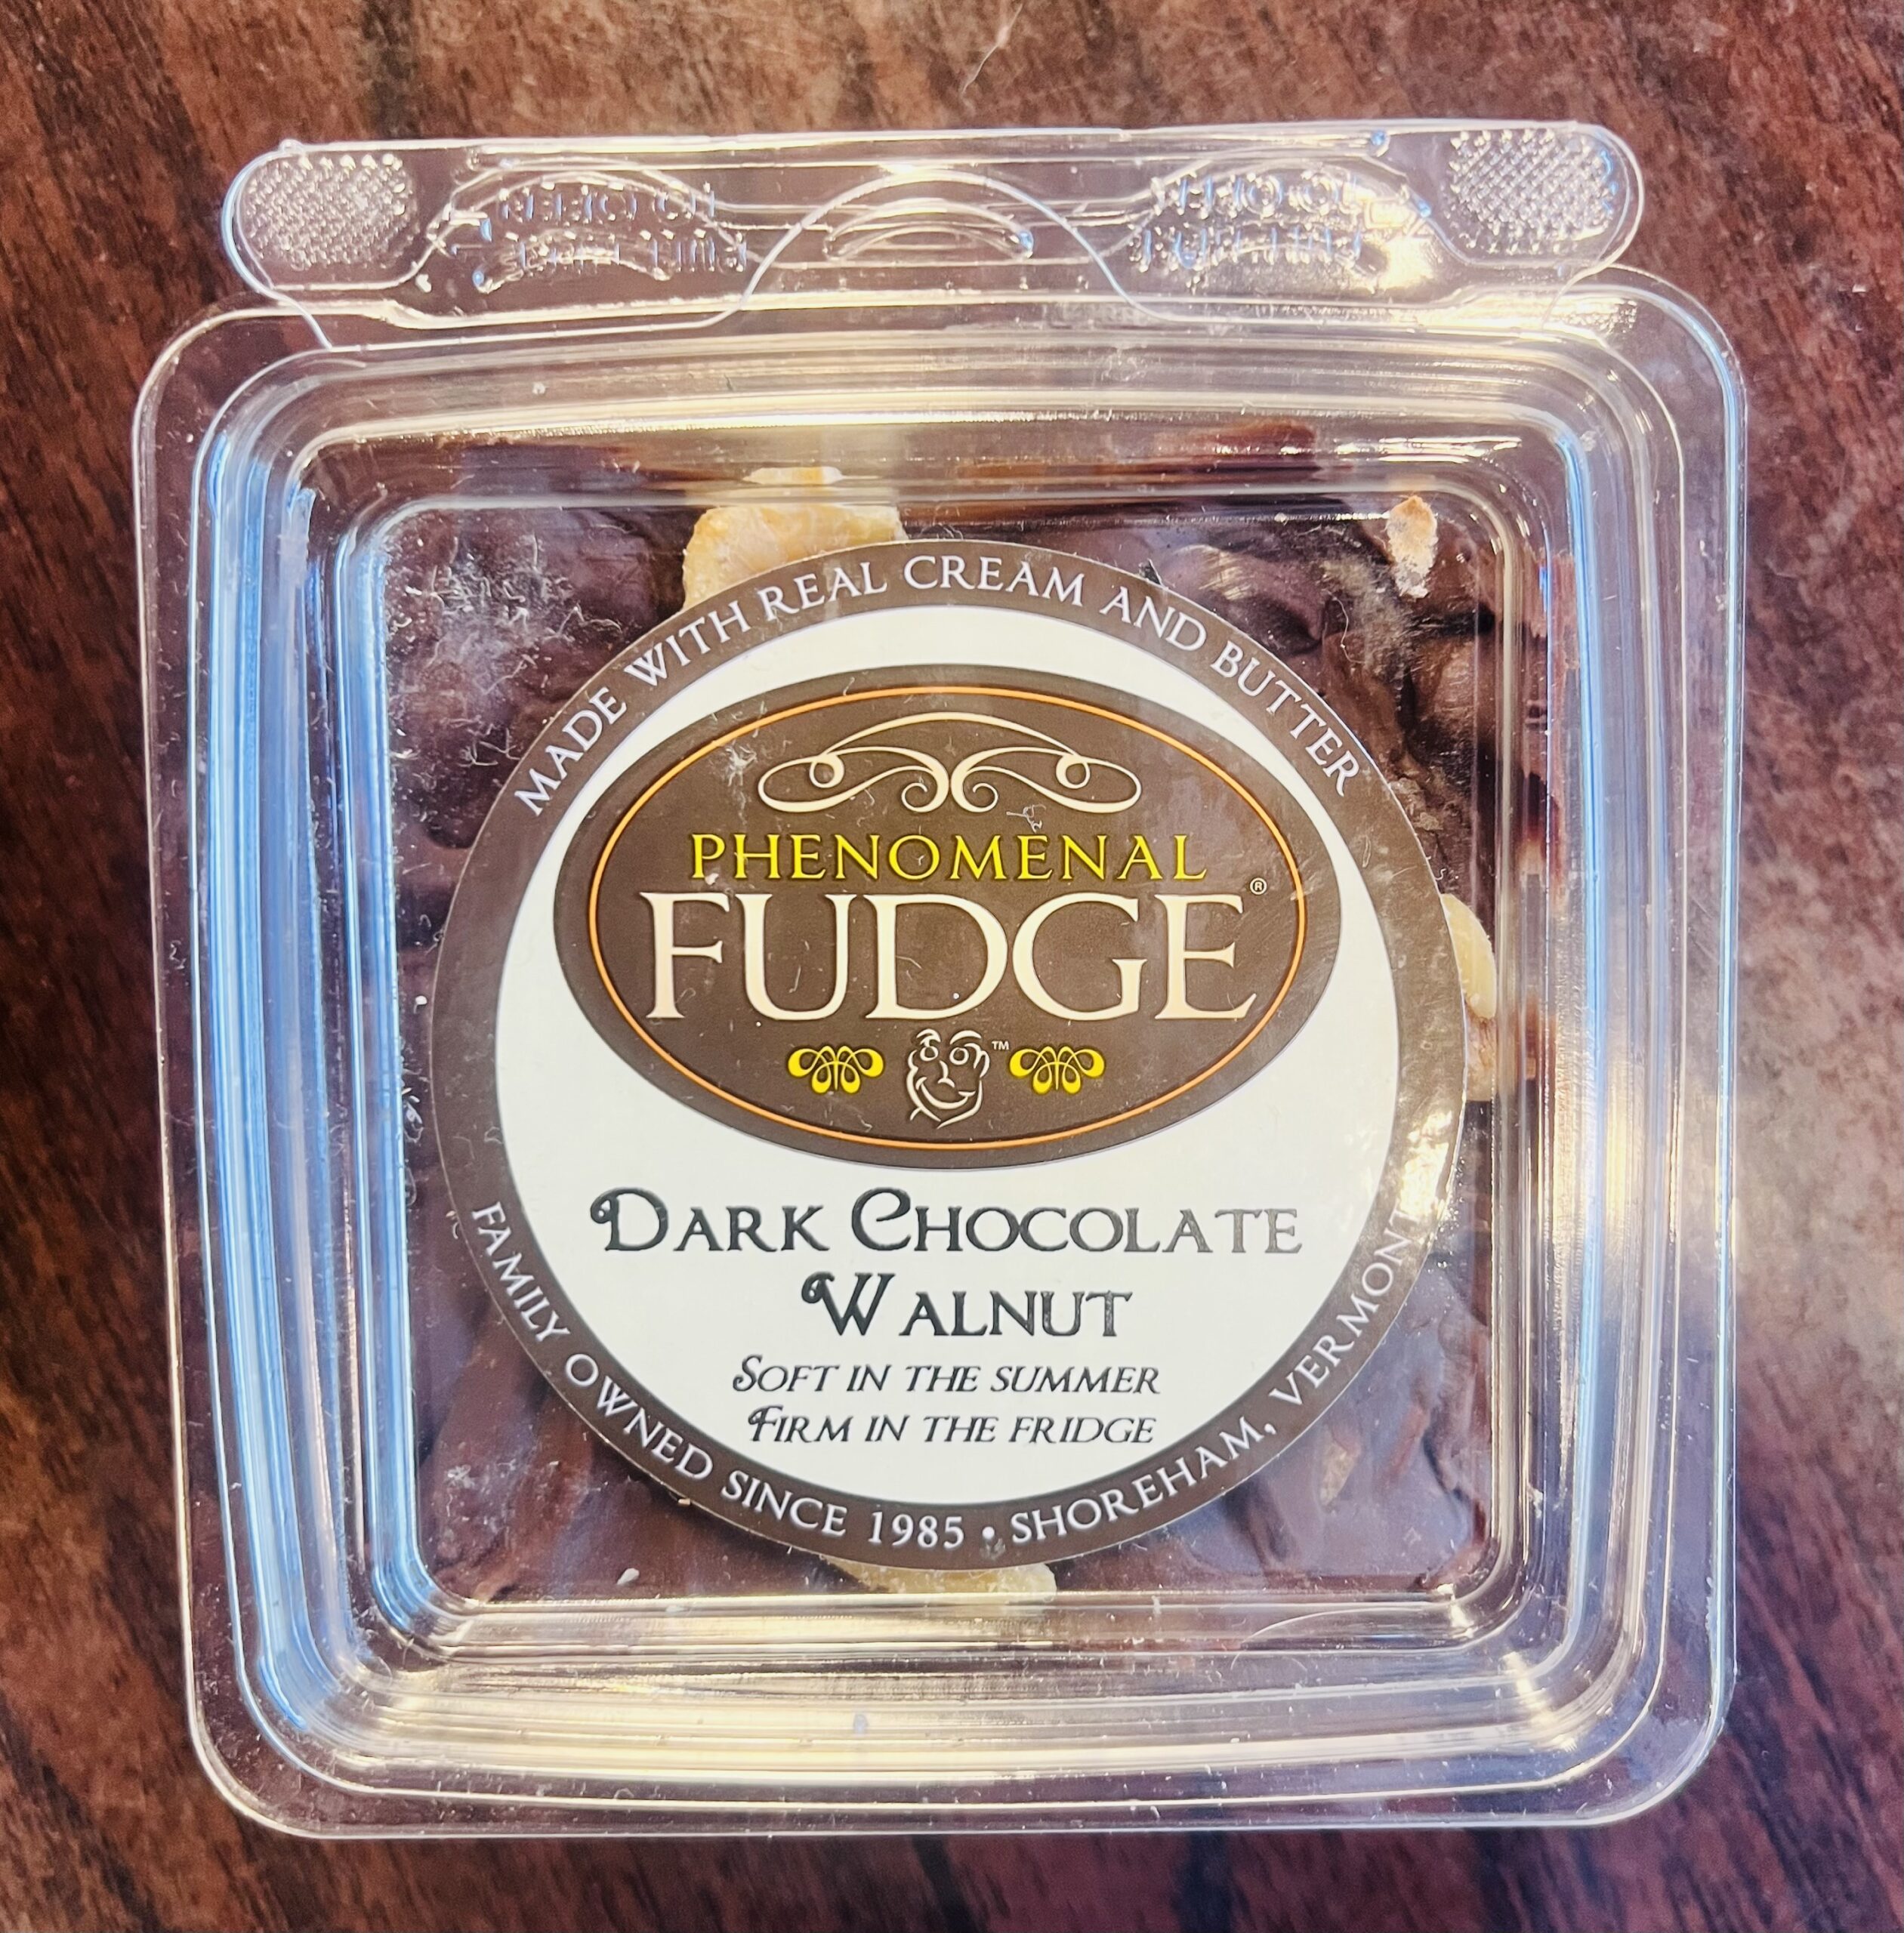 MADE WITH REAL CREAM AND BUTTER
PHENOMENAL
FUDGE®
™
DARK CHOCOLATE
WALNUT
SOFT IN THE SUMMER
FIRM IN THE FRIDGE
FAMILY OWNED SINCE 1985 • SHOREHAM, VERMONT